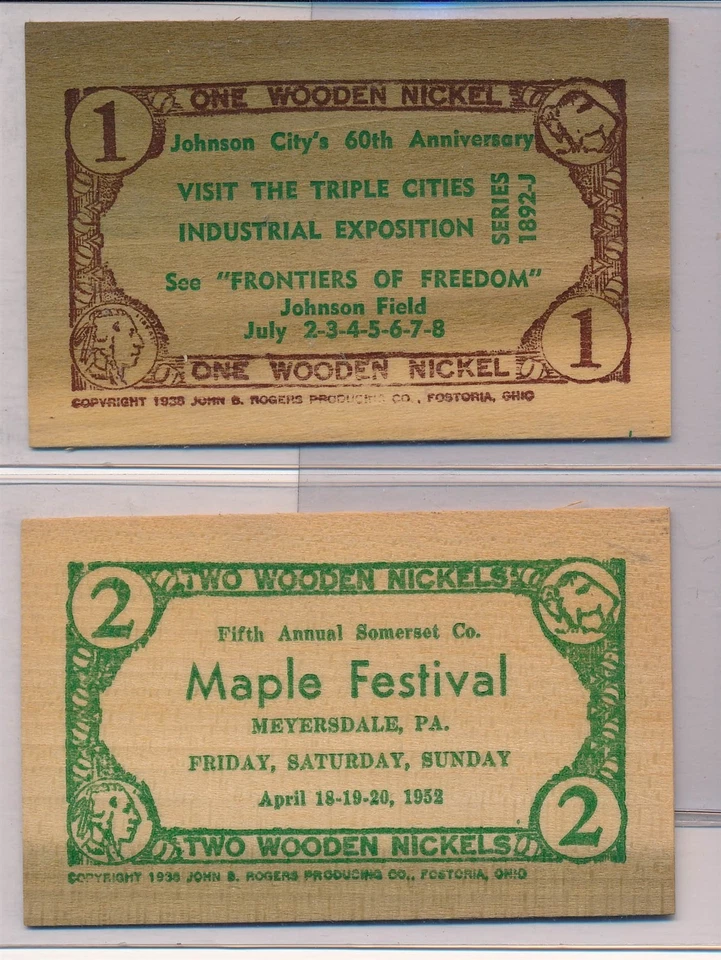 ONE WOODEN NICKEL
1
Johnson City's 60th Anniversary
VISIT THE TRIPLE CITIES
INDUSTRIAL EXPOSITION
SERIES
1892-J
See "FRONTIERS OF FREEDOM"
Johnson Field
July 2-3-4-5-6-7-8
1
ONE WOODEN NICKEL
COPYRIGHT 1938 JOHN B. ROGERS PRODUCING CO., FOSTORIA, OHIO
TWO WOODEN NICKELS
2
Fifth Annual Somerset Co.
Maple Festival
MEYERSDALE, PA.
FRIDAY, SATURDAY, SUNDAY
April 18-19-20, 1952
2
TWO WOODEN NICKELS
COPYRIGHT 1938 JOHN B. ROGERS PRODUCING CO., FOSTORIA, OHIO